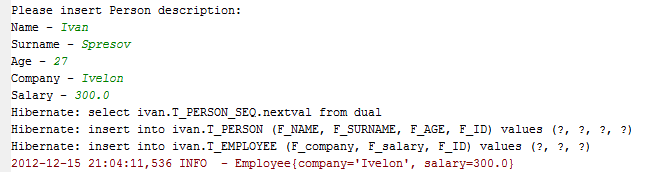 Please insert Person description:
Name - Ivan
Surname - Spresov
Age - 27
Company - Ivelon
Salary - 300.0
Hibernate: select ivan.T_PERSON_SEQ.nextval from dual
Hibernate: insert into ivan.T_PERSON (F_NAME, F_SURNAME, F_AGE, F_ID) values (?, ?, ?, ?)
Hibernate: insert into ivan.T_EMPLOYEE (F_company, F_salary, F_ID) values (?, ?, ?)
2012-12-15 21:04:11,536 INFO  - Employee{company='Ivelon', salary=300.0}